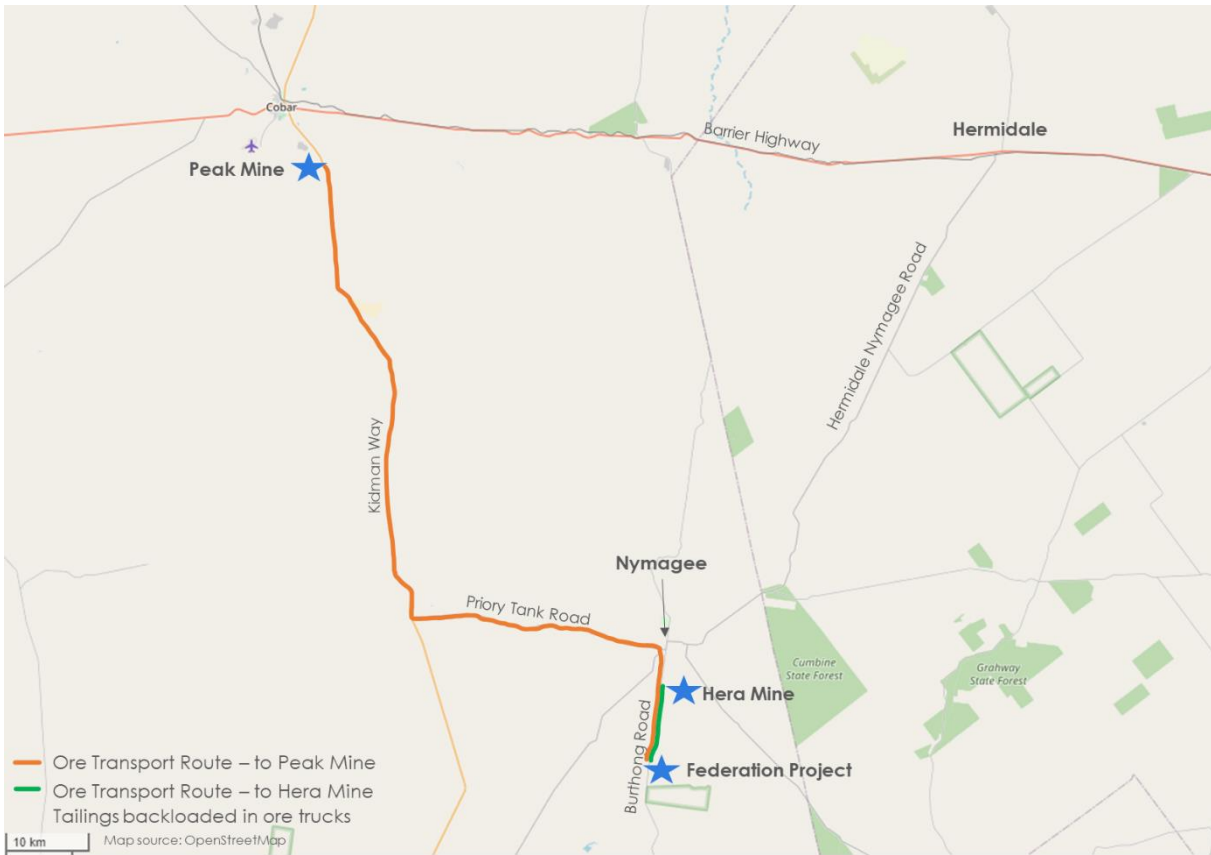 Cobar
Barrier Highway
Hermidale
Peak Mine
Hermidale Nymagee Road
Kidman Way
Nymagee
Priory Tank Road
Cumbine
State Forest
Grahway
State Forest
Hera Mine
Burthong Road
Federation Project
Ore Transport Route – to Peak Mine
Ore Transport Route – to Hera Mine
Tailings backloaded in ore trucks
10 km
Map source: OpenStreetMap